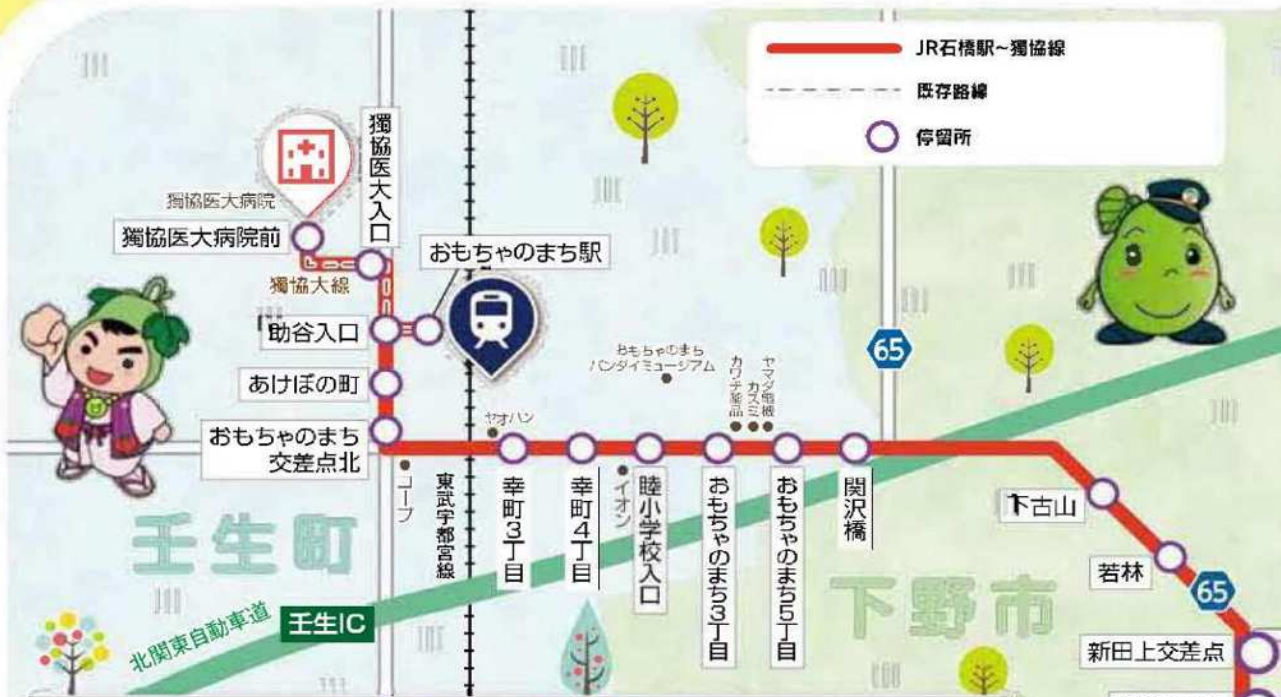 JR石橋駅~獨協線
既存路線
停留所
獨協医大入口
獨協医大病院
獨協医大病院前
獨協大線
おもちゃのまち駅
助谷入口
あけぼの町
おもちゃのまち
交差点北
コープ
東武宇都宮線
ヤオハン
幸町3丁目
幸町4丁目
イオン
睦小学校入口
おもちゃのまち
バンダイミュージアム
おもちゃのまち3丁目
カワチ薬品
カスミ
ヤマダ電機
おもちゃのまち5丁目
関沢橋
65
下古山
若林
65
新田上交差点
壬生町
下野市
北関東自動車道
壬生IC